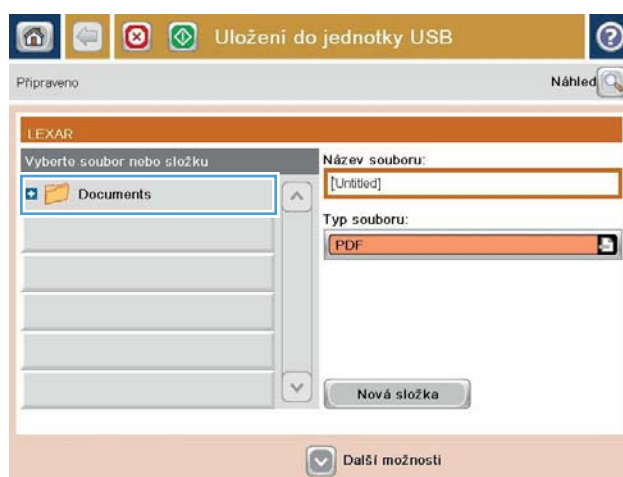 Uložení do jednotky USB
Připraveno
Náhled
LEXAR
Vyberte soubor nebo složku
Documents
Název souboru:
[Untitled]
Typ souboru:
PDF
Nová složka
Další možnosti